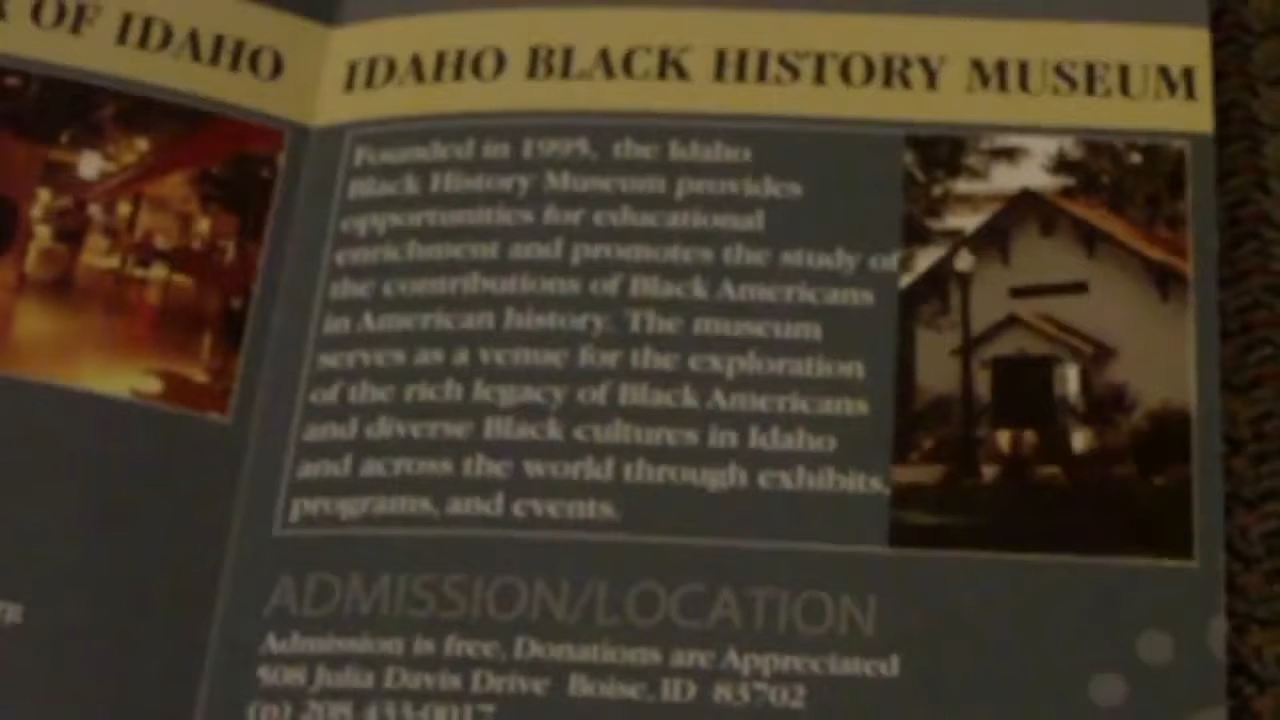 OF IDAHO
IDAHO BLACK HISTORY MUSEUM
Founded in 1995, the Idaho
Black History Museum provides
opportunities for educational
enrichment and promotes the study of
the contributions of Black Americans
in American history. The museum
serves as a venue for the exploration
of the rich legacy of Black Americans
and diverse Black cultures in Idaho
and across the world through exhibits,
programs, and events.
ADMISSION/LOCATION
Admission is free, Donations are Appreciated
508 Julia Davis Drive Boise, ID 83702
(p) 208 433-0017